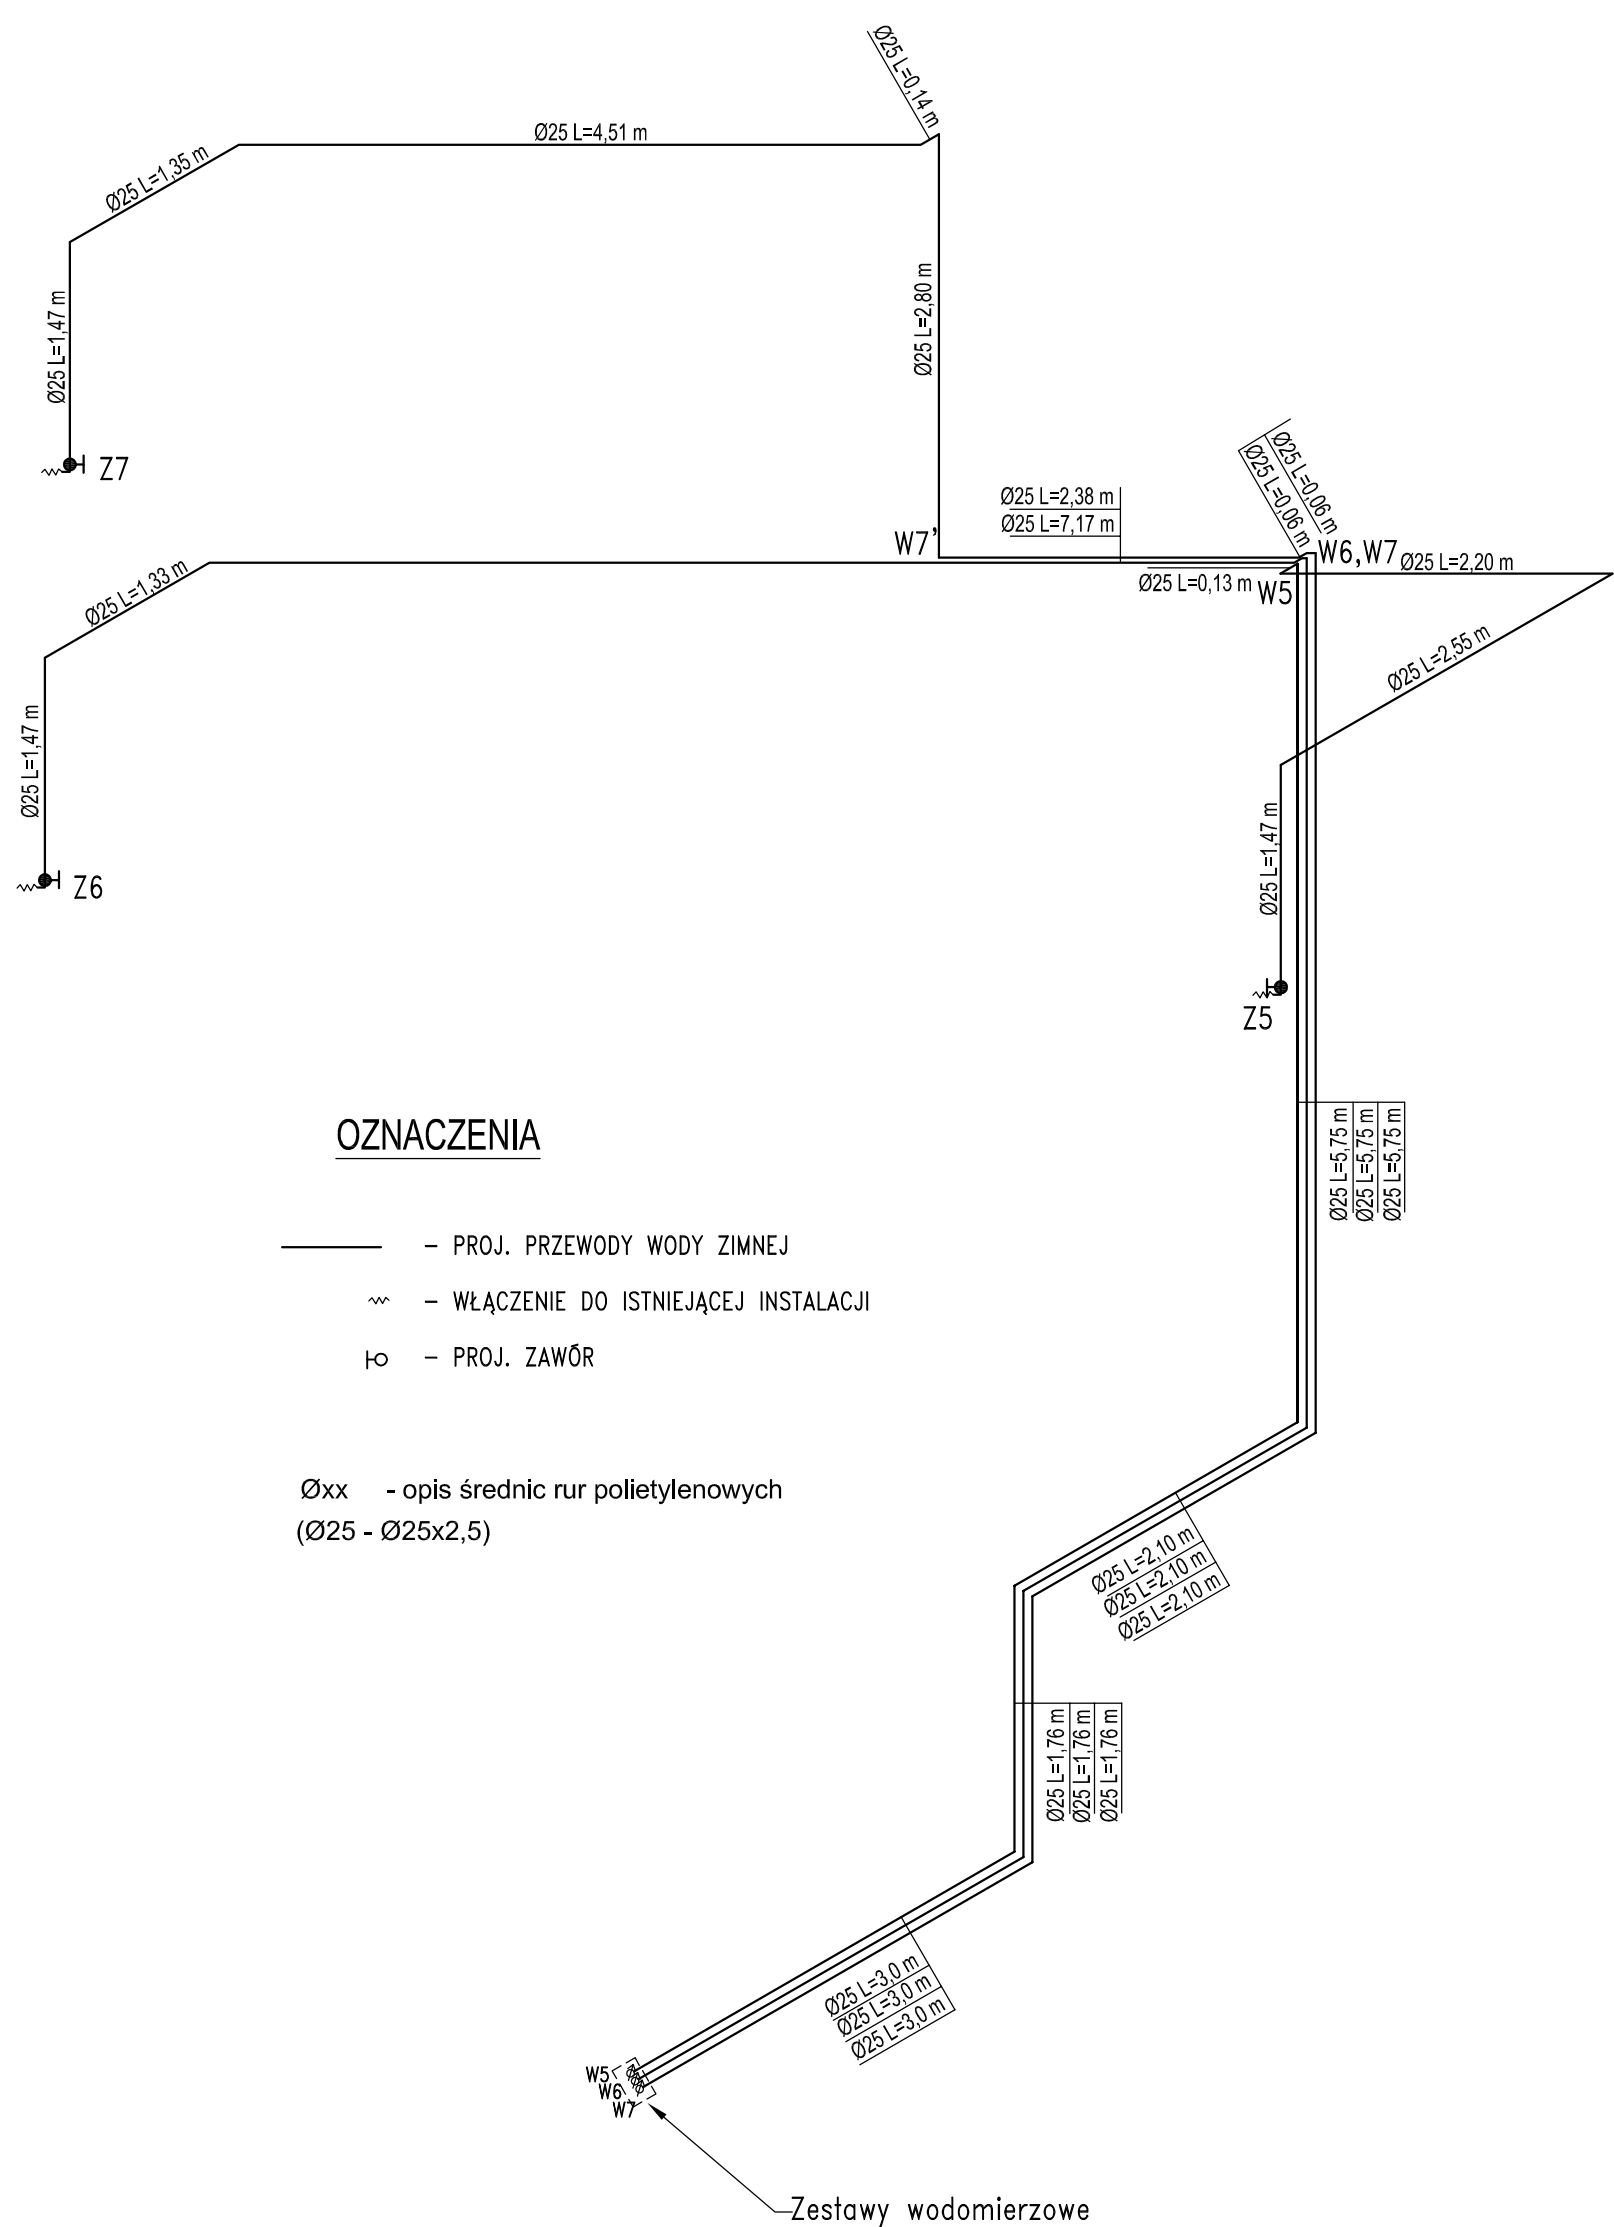 Ø25 L=0,14 m
Ø25 L=4,51 m
Ø25 L=1,35 m
Ø25 L=1,47 m
Ø25 L=2,80 m
Z7
Ø25 L=0,06 m
Ø25 L=0,06 m
Ø25 L=2,38 m
Ø25 L=7,17 m
W7'
W6,W7
Ø25 L=2,20 m
Ø25 L=0,13 m
W5
Ø25 L=1,33 m
Ø25 L=2,55 m
Ø25 L=1,47 m
Z6
Ø25 L=1,47 m
Z5
OZNACZENIA
Ø25 L=5,75 m
Ø25 L=5,75 m
Ø25 L=5,75 m
– PROJ. PRZEWODY WODY ZIMNEJ
– WŁĄCZENIE DO ISTNIEJĄCEJ INSTALACJI
– PROJ. ZAWÓR
Øxx - opis średnic rur polietylenowych
(Ø25 - Ø25x2,5)
Ø25 L=2,10 m
Ø25 L=2,10 m
Ø25 L=2,10 m
Ø25 L=1,76 m
Ø25 L=1,76 m
Ø25 L=1,76 m
Ø25 L=3,0 m
Ø25 L=3,0 m
Ø25 L=3,0 m
W5
W6
W7
Zestawy wodomierzowe